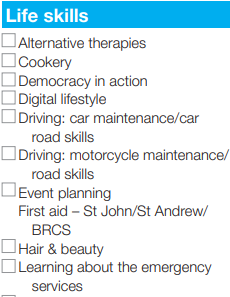 Life skills
Alternative therapies
Cookery
Democracy in action
Digital lifestyle
Driving: car maintenance/car
road skills
Driving: motorcycle maintenance/
road skills
Event planning
First aid – St John/St Andrew/
BRCS
Hair & beauty
Learning about the emergency
services